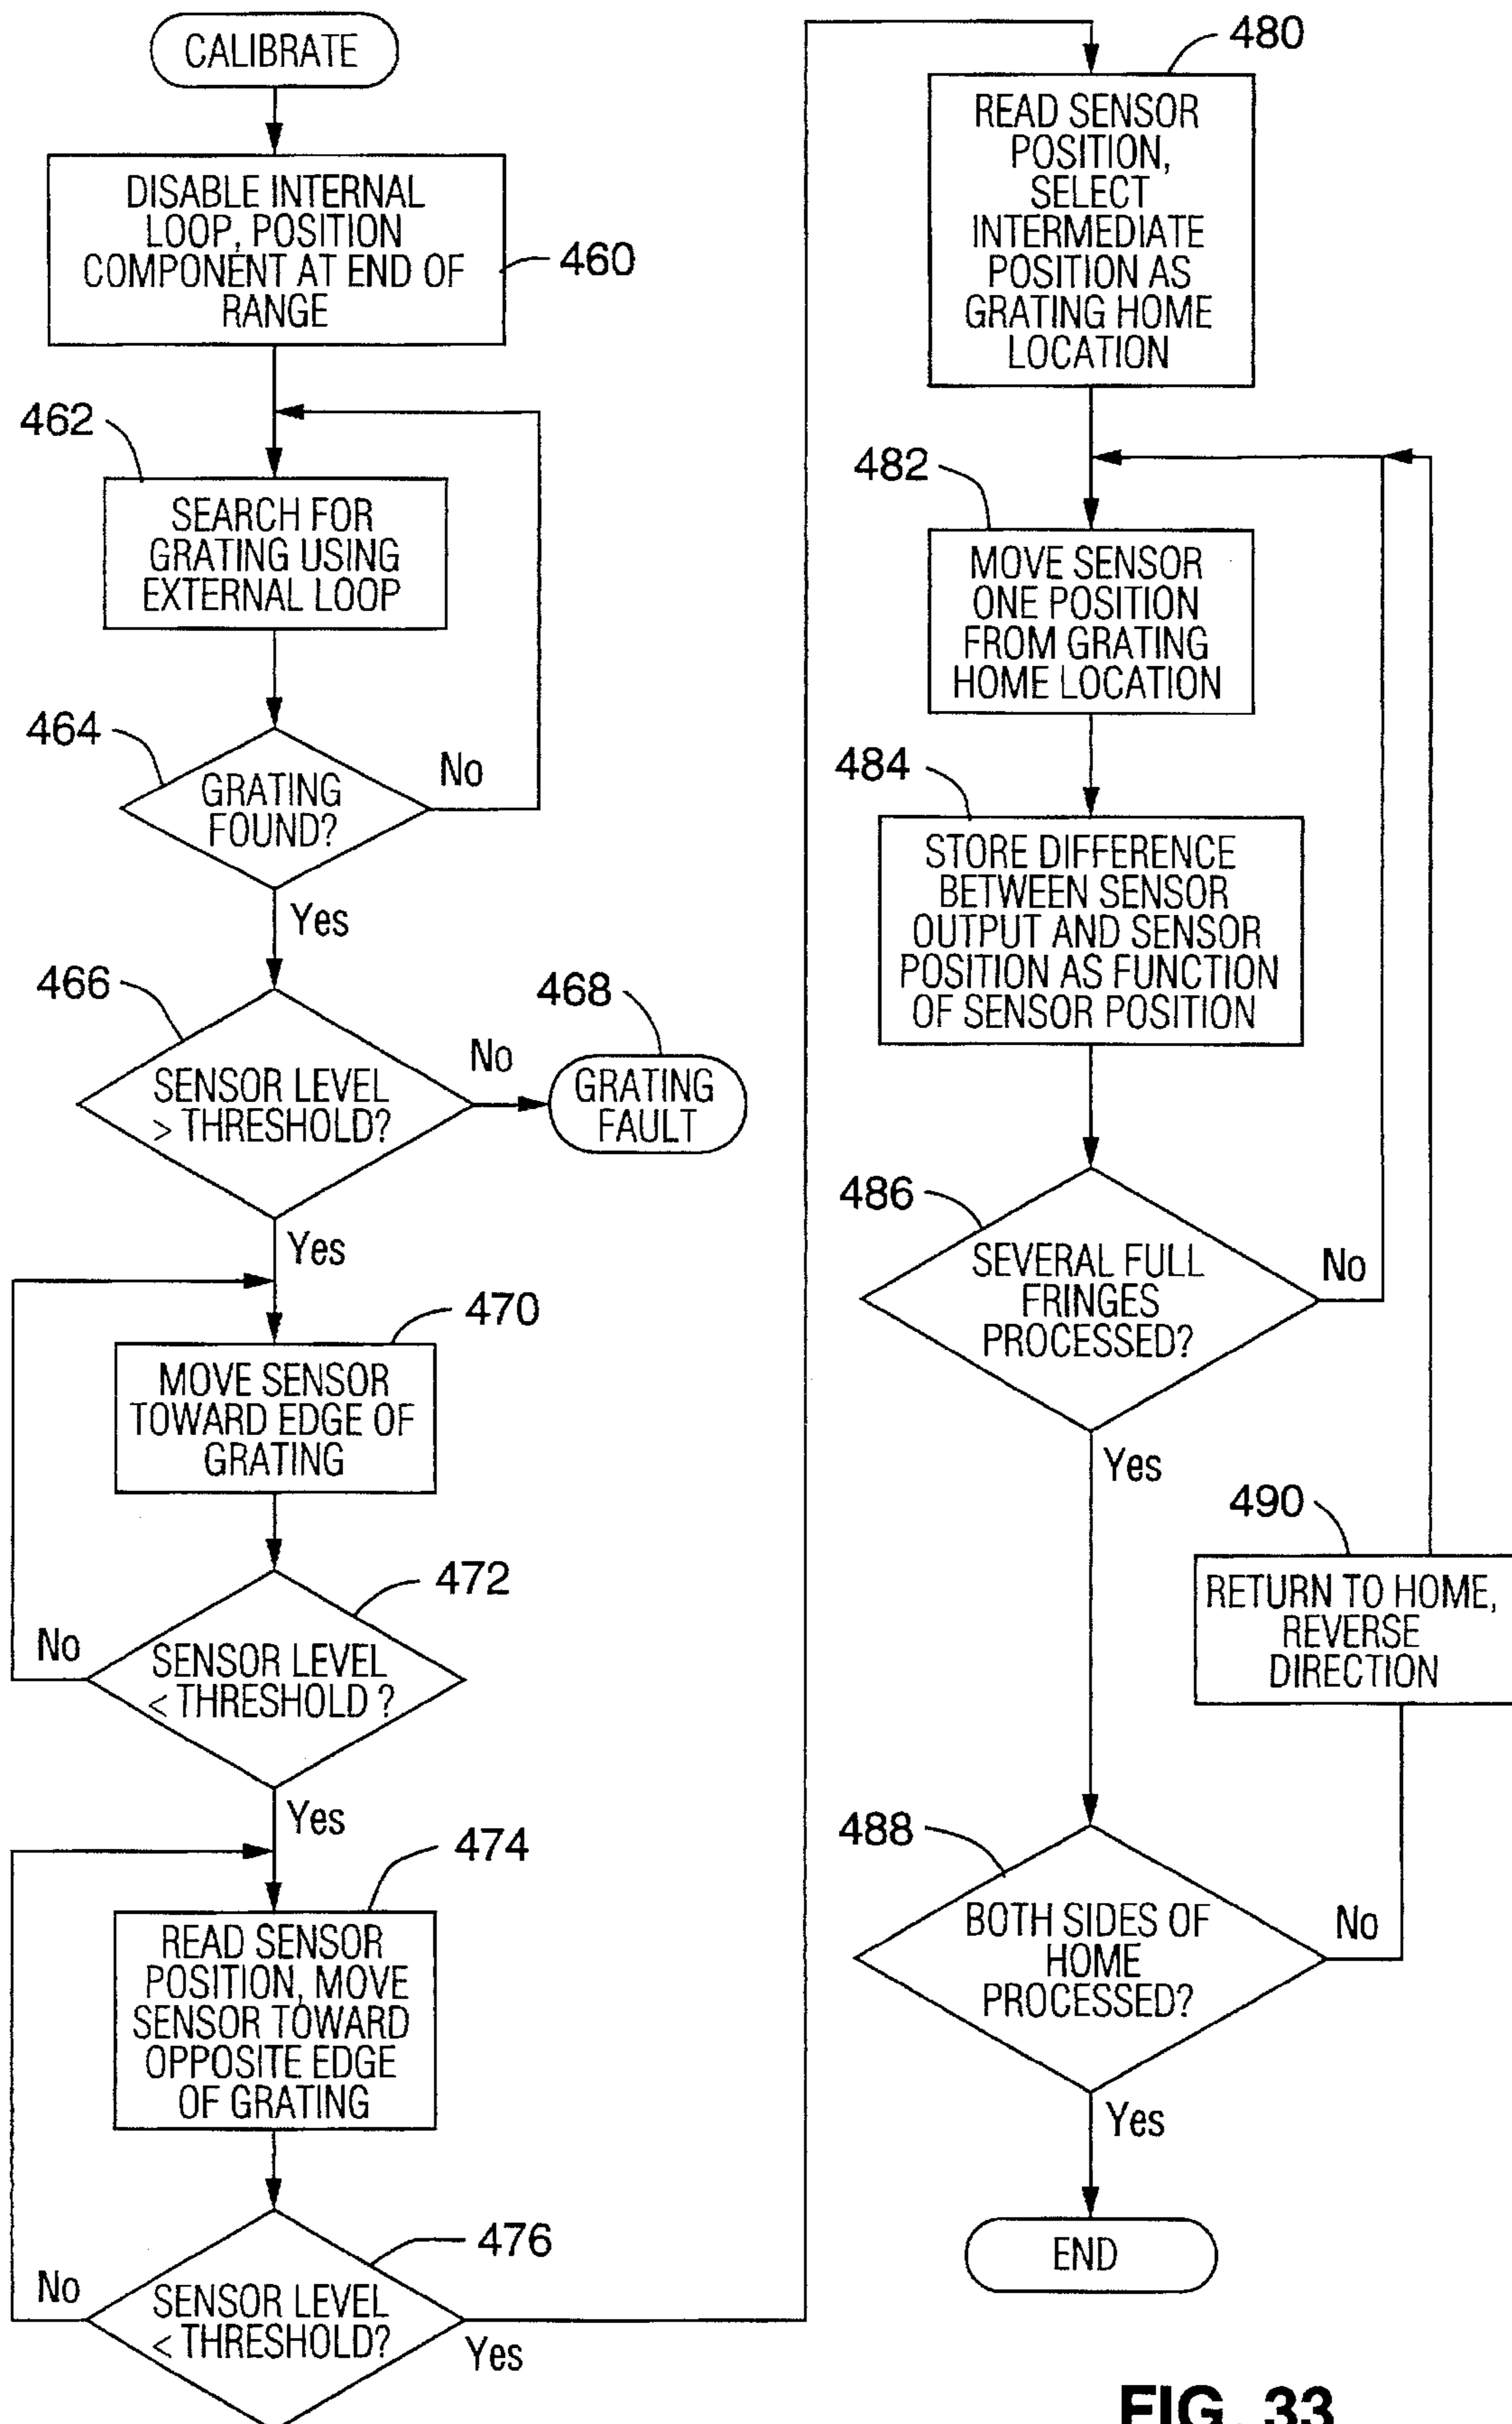 CALIBRATE
DISABLE INTERNAL
LOOP, POSITION
COMPONENT AT END OF
RANGE
460
462
SEARCH FOR
GRATING USING
EXTERNAL LOOP
464
GRATING
FOUND?
No
Yes
466
SENSOR LEVEL
> THRESHOLD?
No
468
GRATING
FAULT
Yes
470
MOVE SENSOR
TOWARD EDGE OF
GRATING
472
SENSOR LEVEL
< THRESHOLD ?
No
Yes
474
READ SENSOR
POSITION, MOVE
SENSOR TOWARD
OPPOSITE EDGE
OF GRATING
476
SENSOR LEVEL
< THRESHOLD?
No
Yes
480
READ SENSOR
POSITION,
SELECT
INTERMEDIATE
POSITION AS
GRATING HOME
LOCATION
482
MOVE SENSOR
ONE POSITION
FROM GRATING
HOME LOCATION
484
STORE DIFFERENCE
BETWEEN SENSOR
OUTPUT AND SENSOR
POSITION AS FUNCTION
OF SENSOR POSITION
486
SEVERAL FULL
FRINGES
PROCESSED?
No
Yes
490
RETURN TO HOME,
REVERSE
DIRECTION
488
BOTH SIDES OF
HOME
PROCESSED?
No
Yes
END
FIG. 33